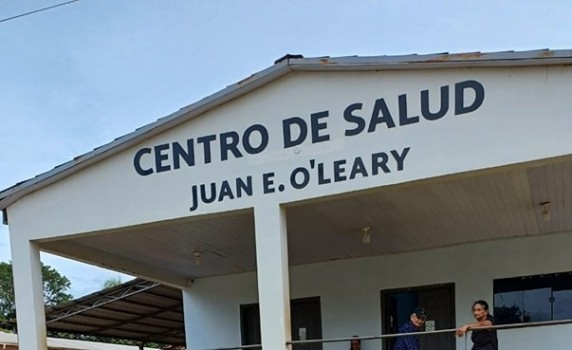 CENTRO DE SALUD
JUAN E. O'LEARY